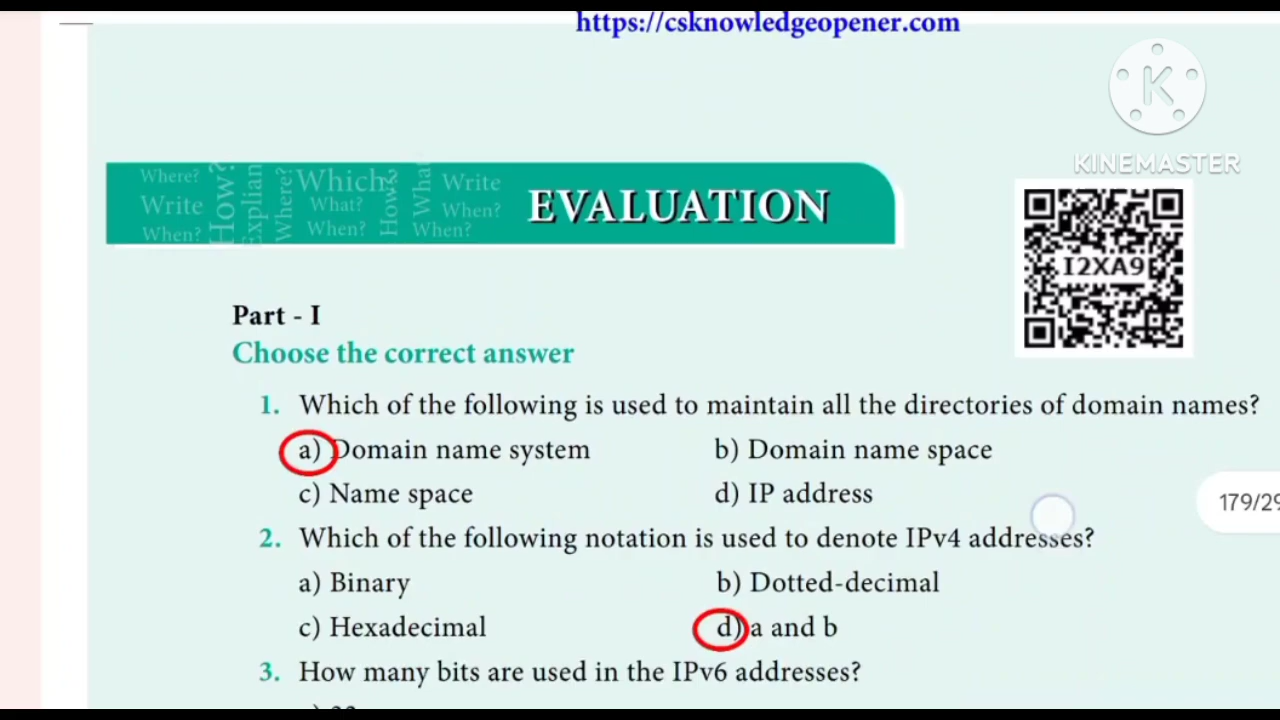 https://csknowledgeopener.com
K
KINEMASTER
Where? Write When? How? Explian Where? Which? What? When? How? What Write When? When?
EVALUATION
I2XA9
Part - I
Choose the correct answer
1. Which of the following is used to maintain all the directories of domain names?
a) Domain name system b) Domain name space
c) Name space d) IP address
179/29
2. Which of the following notation is used to denote IPv4 addresses?
a) Binary b) Dotted-decimal
c) Hexadecimal d) a and b
3. How many bits are used in the IPv6 addresses?